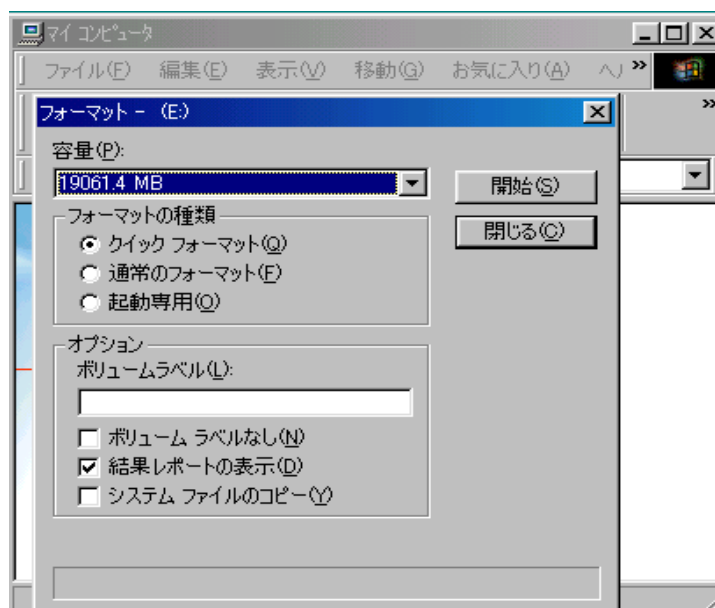 マイ コンピュータ
ファイル(F) 編集(E) 表示(V) 移動(G) お気に入り(A) ヘル »
フォーマット - (E:)
»
容量(P):
19061.4 MB
開始(S)
フォーマットの種類
閉じる(C)
クイック フォーマット(Q)
通常のフォーマット(F)
起動専用(O)
オプション
ボリュームラベル(L):
ボリューム ラベルなし(N)
結果レポートの表示(D)
システム ファイルのコピー(Y)